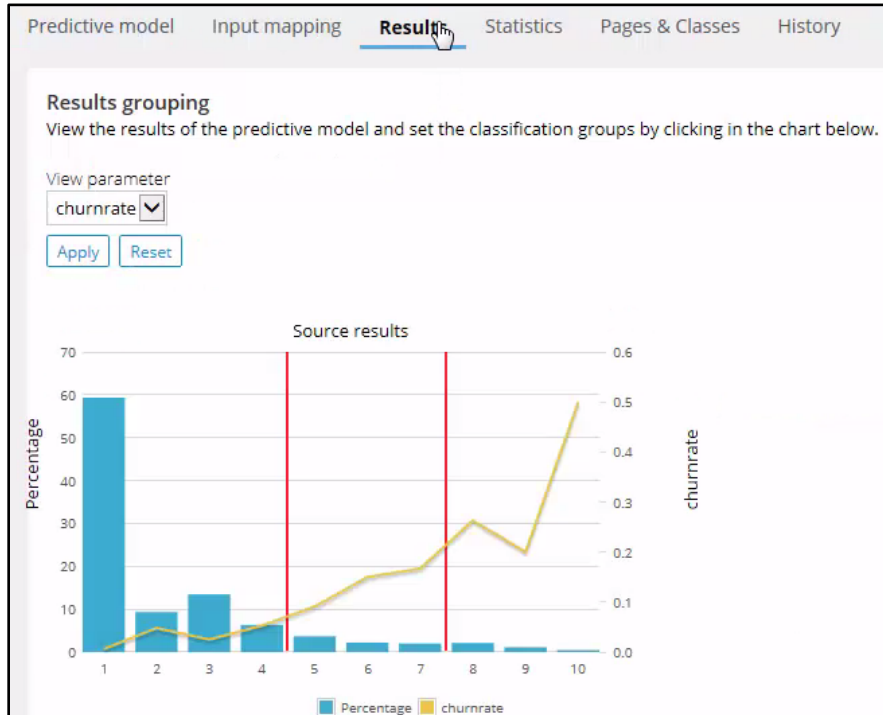 Predictive model Input mapping Results Statistics Pages & Classes History
Results grouping
View the results of the predictive model and set the classification groups by clicking in the chart below.
View parameter
churnrate
Apply Reset
Source results
70 0.6
60 0.5
50 0.4
40 0.3
30 0.2
20 0.1
10 0.0
0
Percentage
churnrate
1 2 3 4 5 6 7 8 9 10
Percentage churnrate